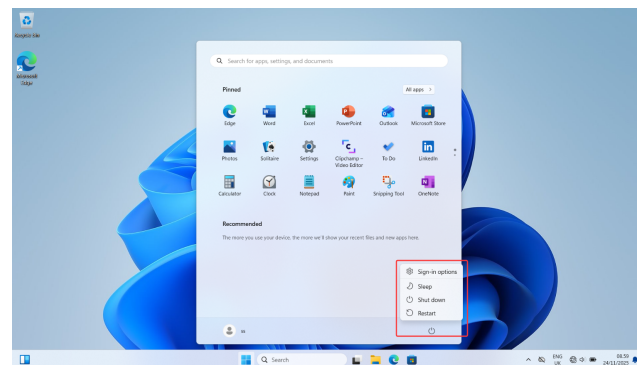 Recycle Bin
Microsoft
Edge
Search for apps, settings, and documents
Pinned
All apps
Edge
Word
Excel
PowerPoint
Outlook
Microsoft Store
Photos
Solitaire
Settings
Clipchamp –
Video Editor
To Do
LinkedIn
Calculator
Clock
Notepad
Paint
Snipping Tool
OneNote
Recommended
The more you use your device, the more we'll show your recent files and new apps here.
Sign-in options
Sleep
Shut down
Restart
Search
ENG
UK
08:59
24/11/2025